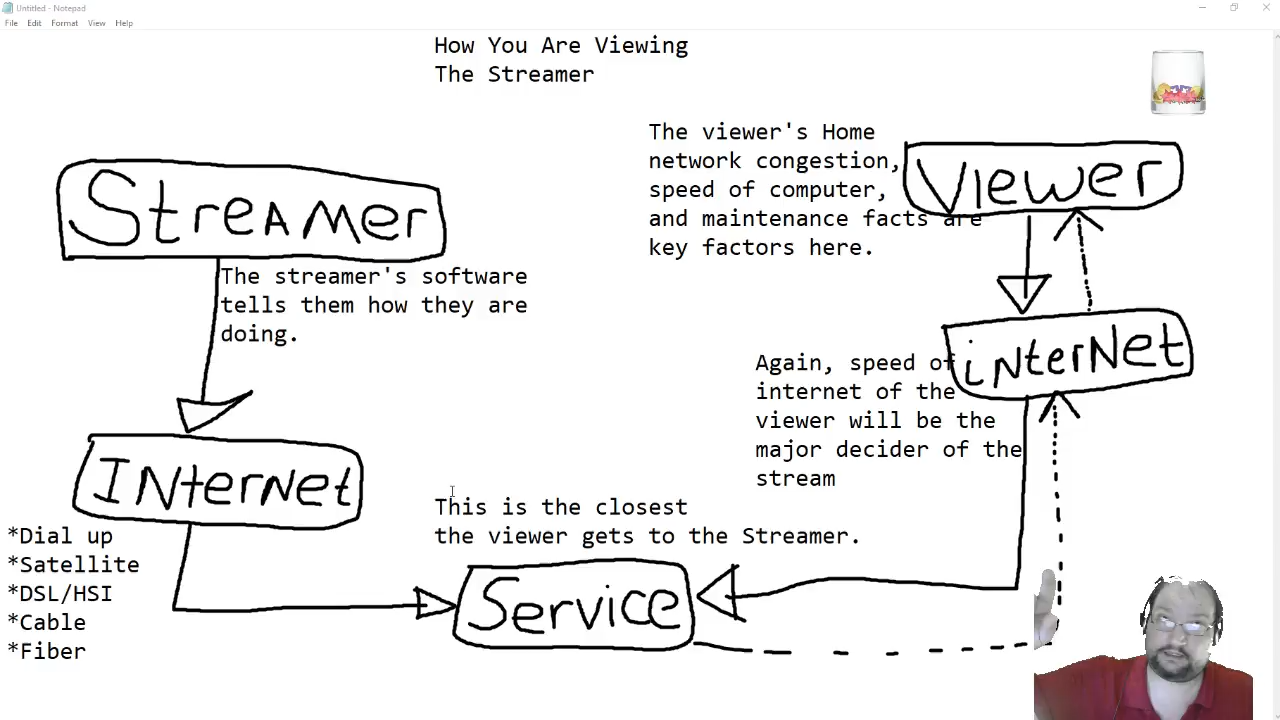 Untitled - Notepad
File Edit Format View Help
How You Are Viewing
The Streamer
The viewer's Home
network congestion,
speed of computer,
and maintenance facts are
key factors here.
Viewer
Streamer
The streamer's software
tells them how they are
doing.
iNterNet
Again, speed of
internet of the
viewer will be the
major decider of the
stream
INterNet
*Dial up
*Satellite
*DSL/HSI
*Cable
*Fiber
This is the closest
the viewer gets to the Streamer.
Service